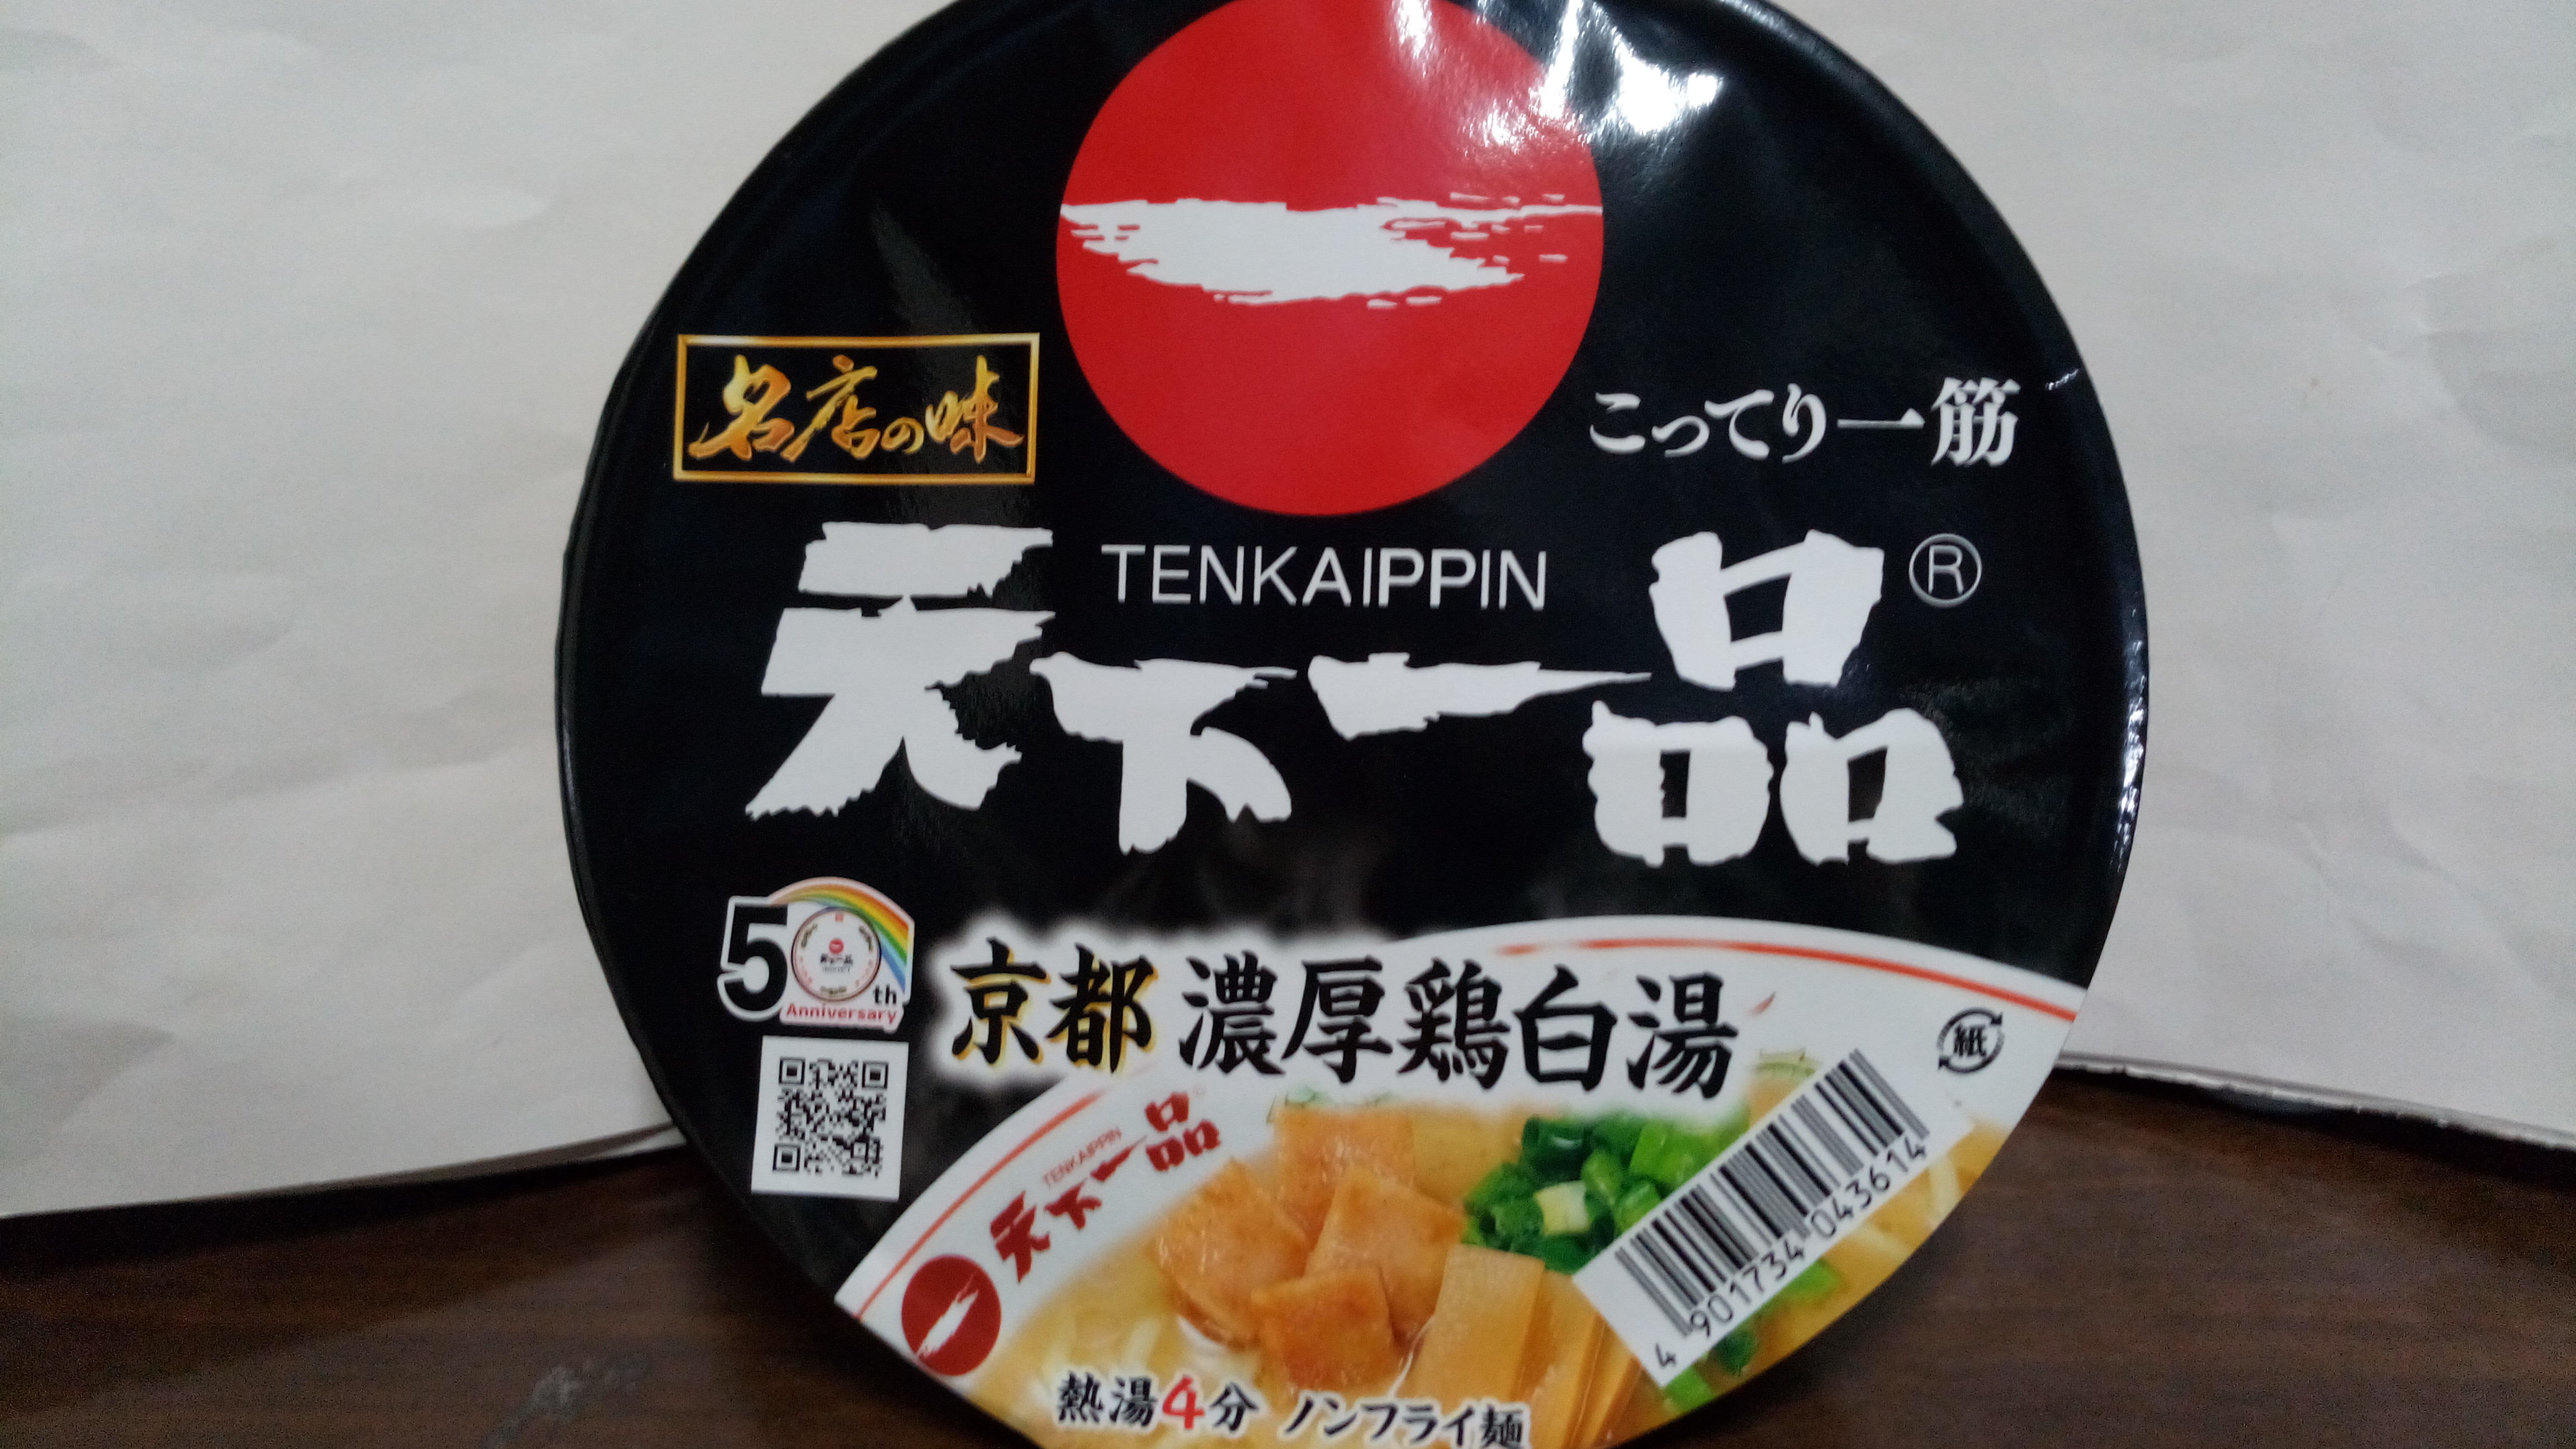 名店の味
こってり一筋
TENKAIPPIN
天下一品®
50th
Anniversary
京都 濃厚鶏白湯
紙
TENKAIPPIN
天下一品
4 901734 043614
熱湯4分 ノンフライ麺